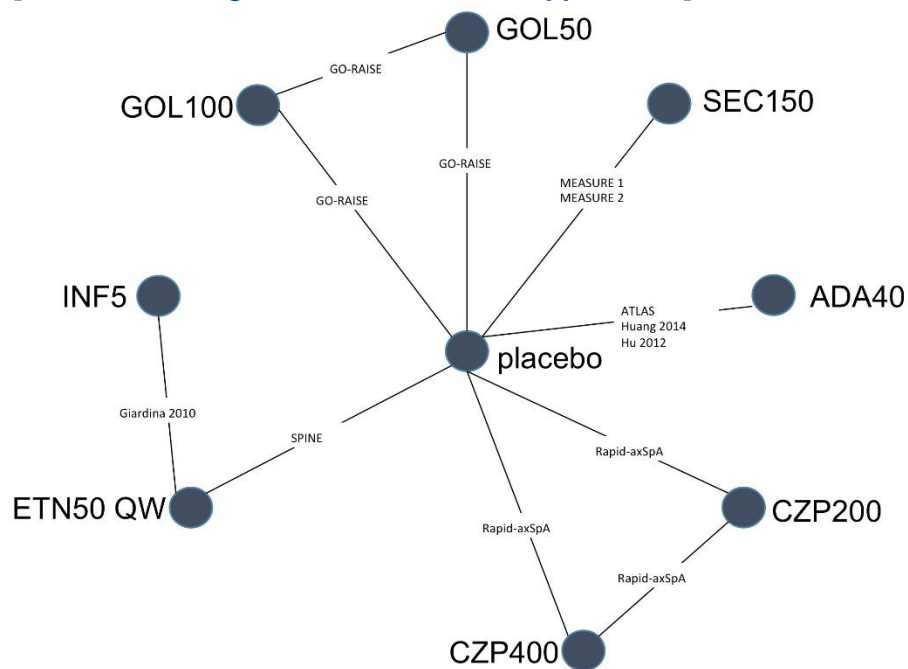 GOL50
GO-RAISE
GOL100
SEC150
GO-RAISE
MEASURE 1
MEASURE 2
GO-RAISE
INF5
ATLAS
Huang 2014
Hu 2012
ADA40
placebo
Giardina 2010
SPINE
Rapid-axSpA
ETN50 QW
CZP200
Rapid-axSpA
Rapid-axSpA
CZP400